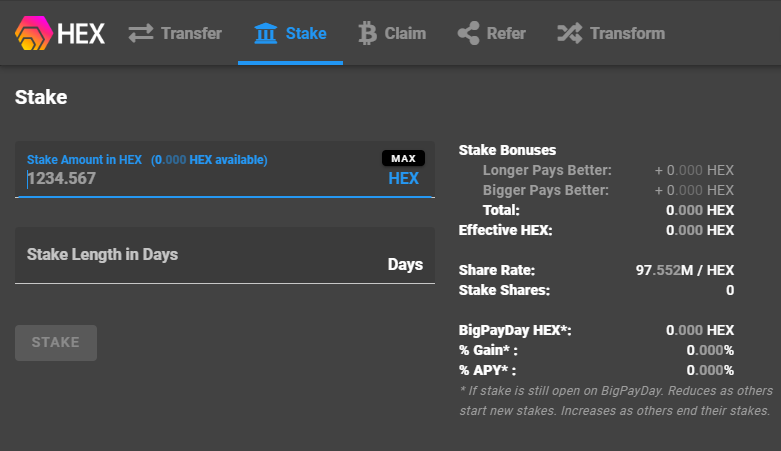 HEX Transfer Stake Claim Refer Transform
Stake
Stake Amount in HEX (0.000 HEX available) MAX
1234.567 HEX
Stake Length in Days
Days
STAKE
Stake Bonuses
Longer Pays Better: + 0.000 HEX
Bigger Pays Better: + 0.000 HEX
Total: 0.000 HEX
Effective HEX: 0.000 HEX
Share Rate: 97.552M / HEX
Stake Shares: 0
BigPayDay HEX*: 0.000 HEX
% Gain* : 0.000%
% APY* : 0.000%
* If stake is still open on BigPayDay. Reduces as others
start new stakes. Increases as others end their stakes.